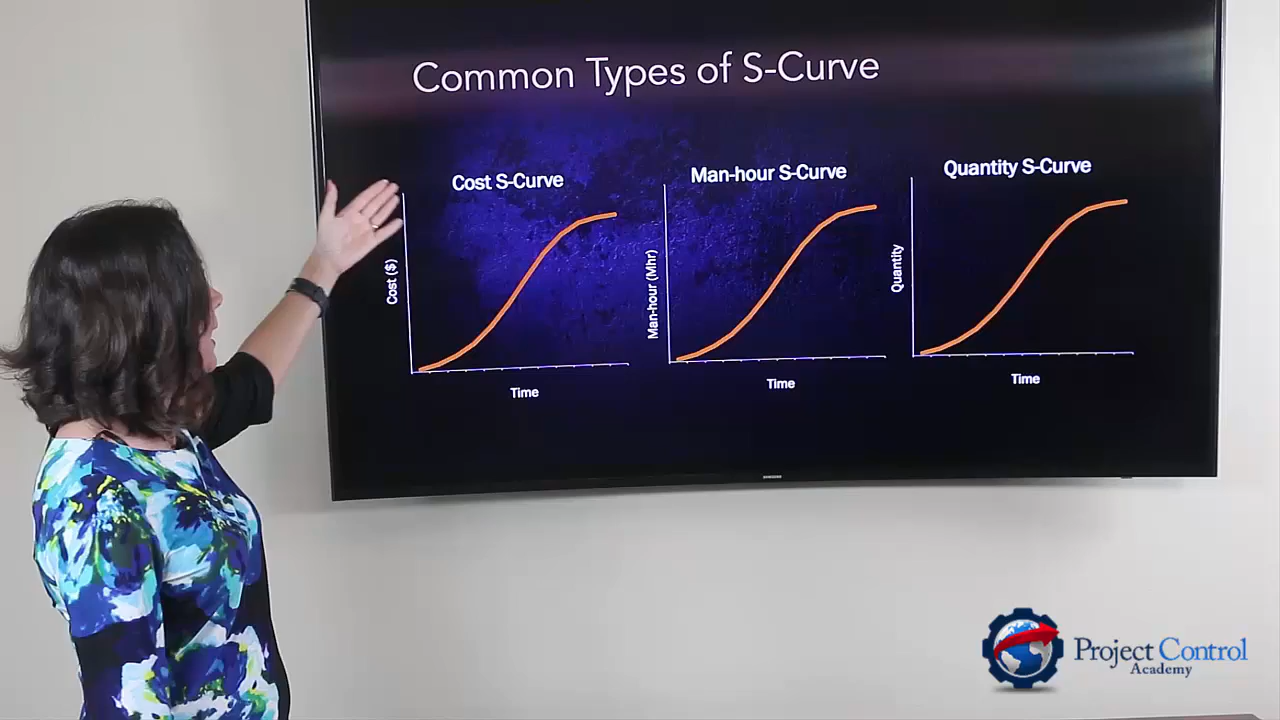 Common Types of S-Curve
Cost S-Curve
Cost ($)
Time
Man-hour S-Curve
Man-hour (Mhr)
Time
Quantity S-Curve
Quantity
Time
SAMSUNG
Project Control
Academy